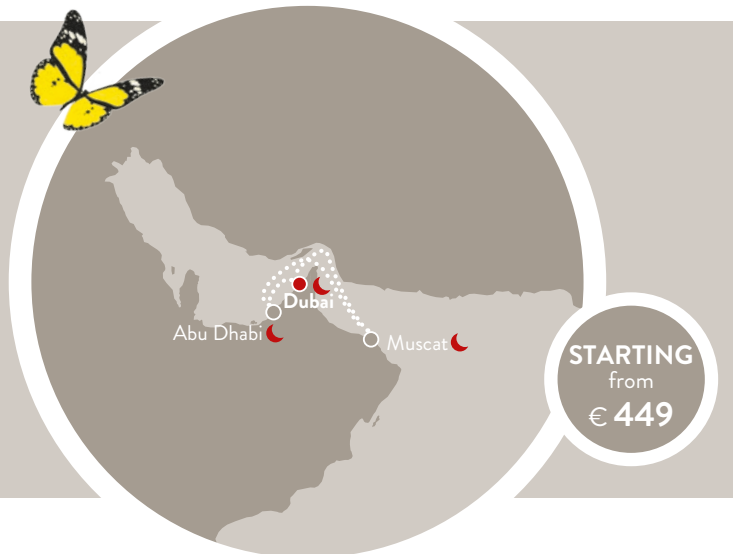 Dubai
Abu Dhabi
Muscat
STARTING
from
€ 449